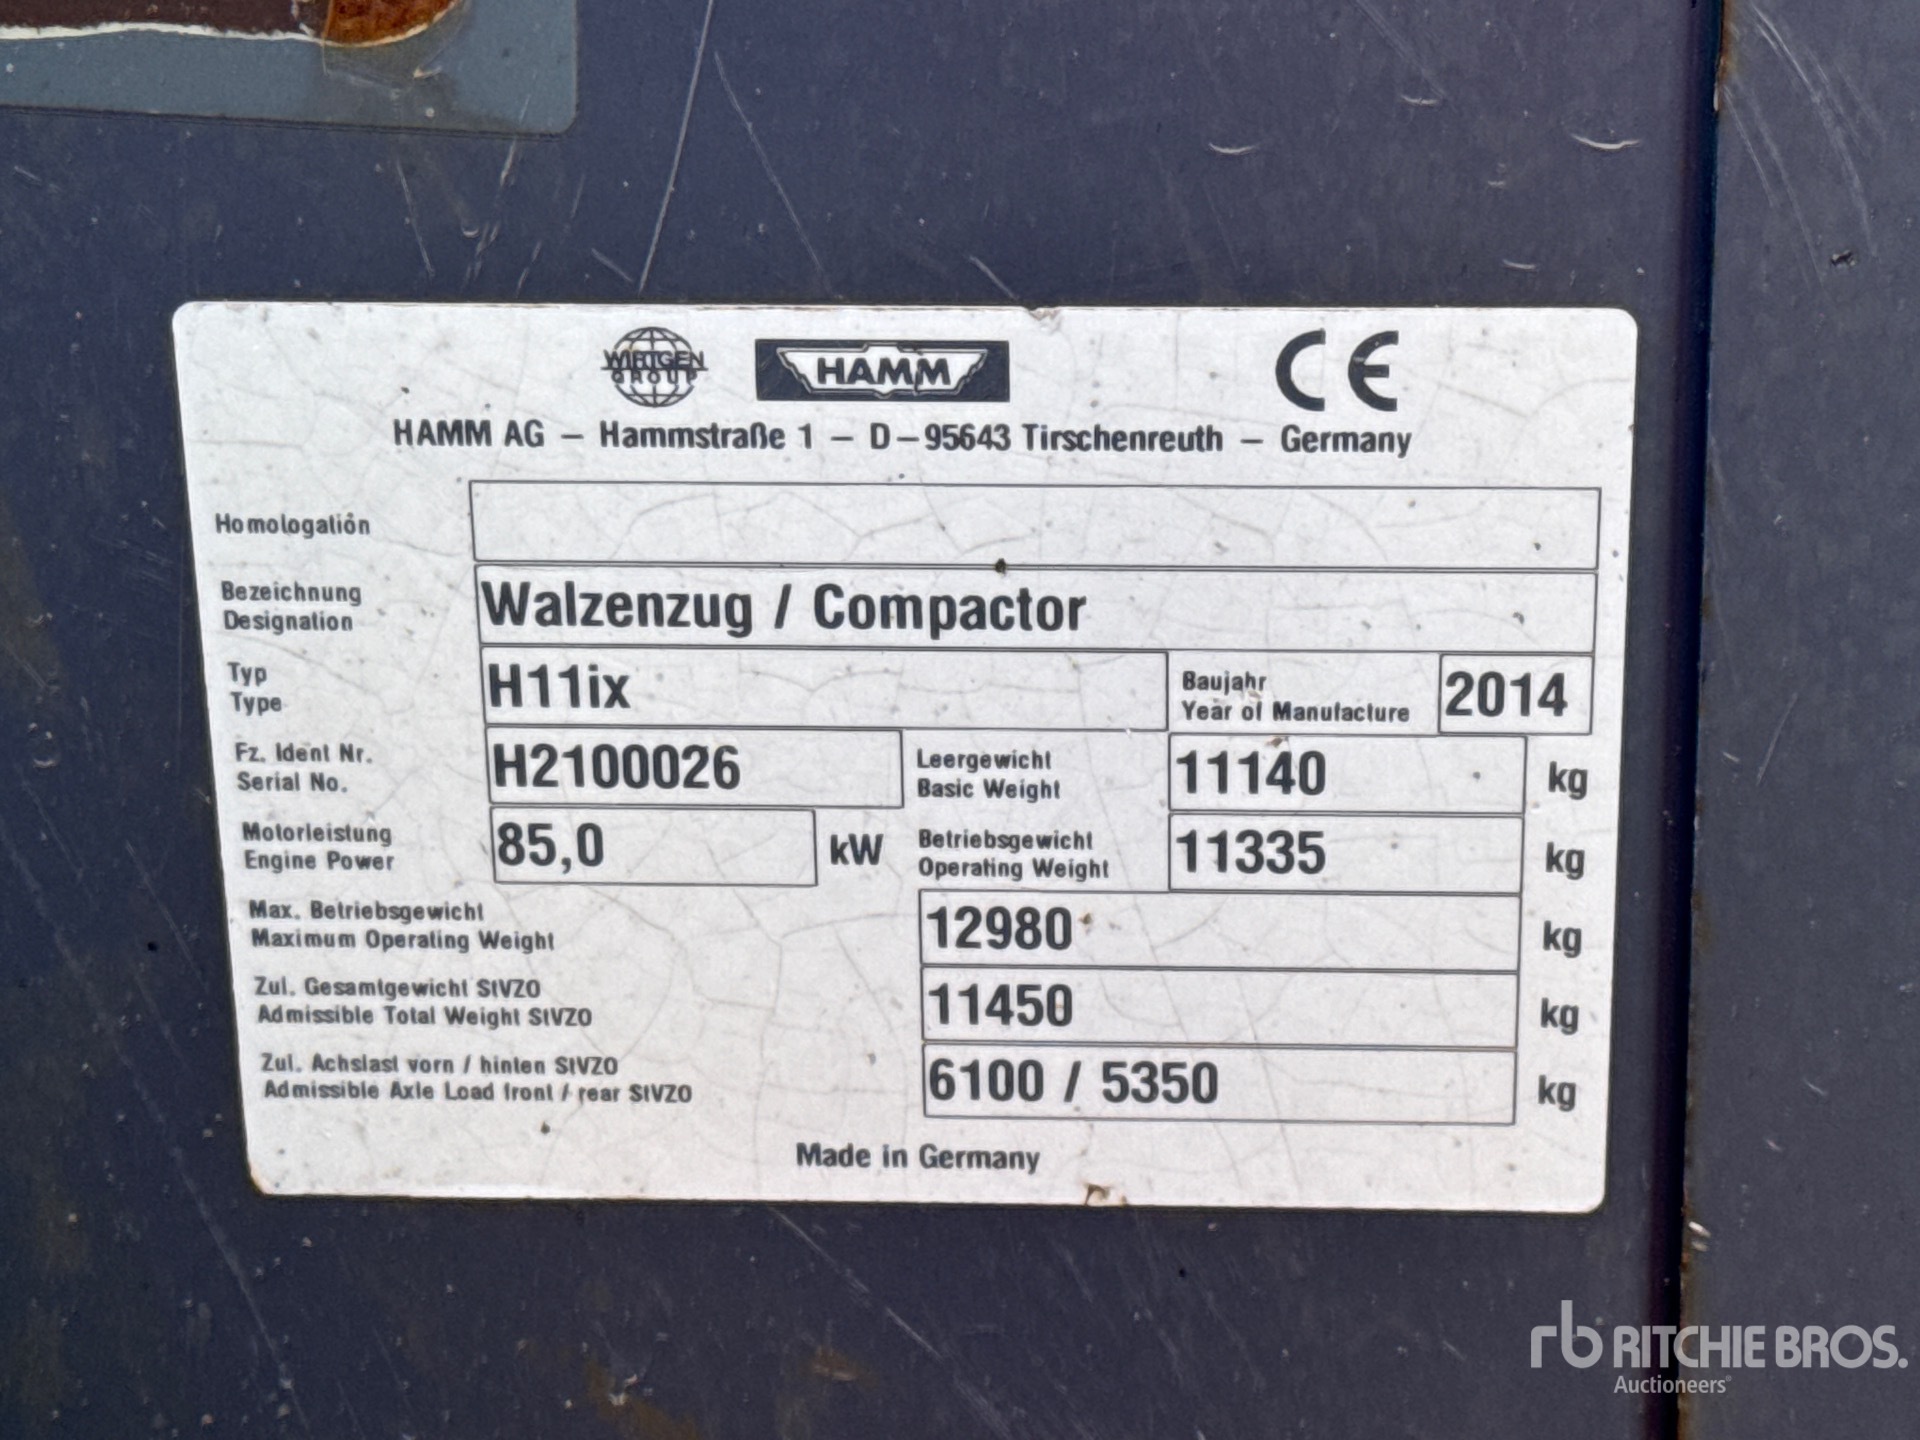 WIRTGEN
GROUP
HAMM
CE
HAMM AG – Hammstraße 1 – D–95643 Tirschenreuth – Germany
Homologation
Bezeichnung
Designation
Walzenzug / Compactor
Typ
Type
H11ix
Baujahr
Year of Manufacture
2014
Fz. Ident Nr.
Serial No.
H2100026
Leergewicht
Basic Weight
11140 kg
Motorleistung
Engine Power
85,0 kW
Betriebsgewicht
Operating Weight
11335 kg
Max. Betriebsgewicht
Maximum Operating Weight
12980 kg
Zul. Gesamtgewicht StVZO
Admissible Total Weight StVZO
11450 kg
Zul. Achslast vorn / hinten StVZO
Admissible Axle Load front / rear StVZO
6100 / 5350 kg
Made in Germany
rb RITCHIE BROS.
Auctioneers